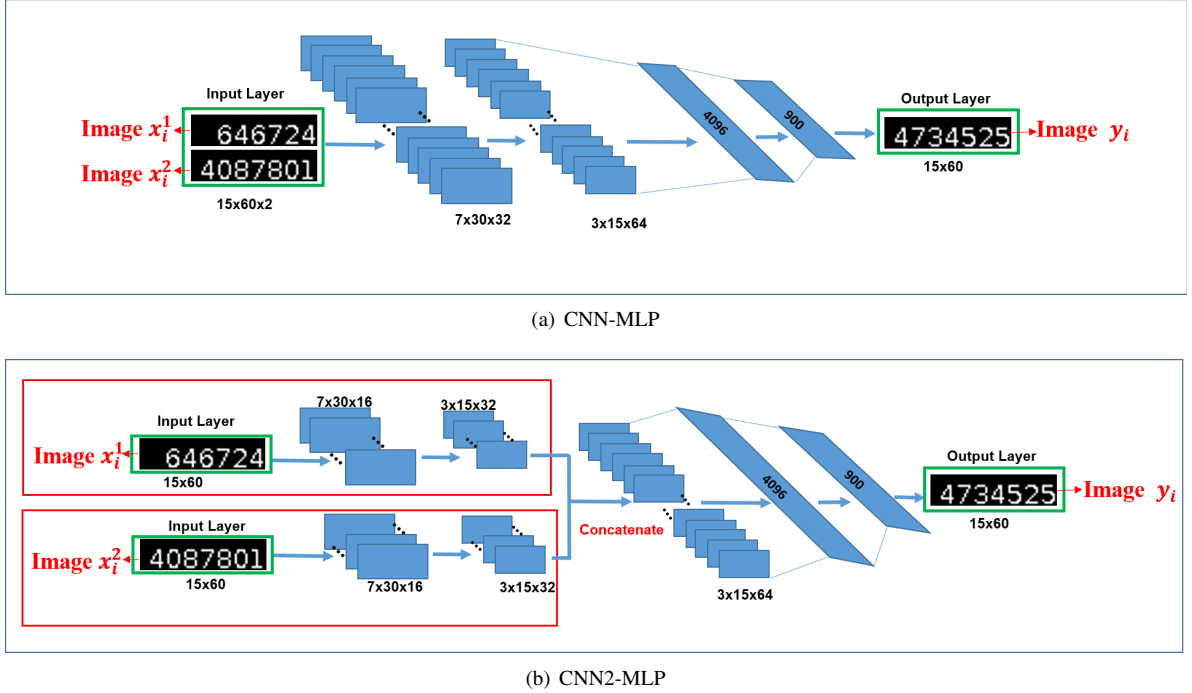 Input Layer
Image x_i^1
646724
Image x_i^2
4087801
15x60x2
7x30x32
3x15x64
4096
900
Output Layer
4734525
Image y_i
15x60
(a) CNN-MLP
Input Layer
Image x_i^1
646724
15x60
7x30x16
3x15x32
Input Layer
Image x_i^2
4087801
15x60
7x30x16
3x15x32
Concatenate
3x15x64
4096
900
Output Layer
4734525
Image y_i
15x60
(b) CNN2-MLP